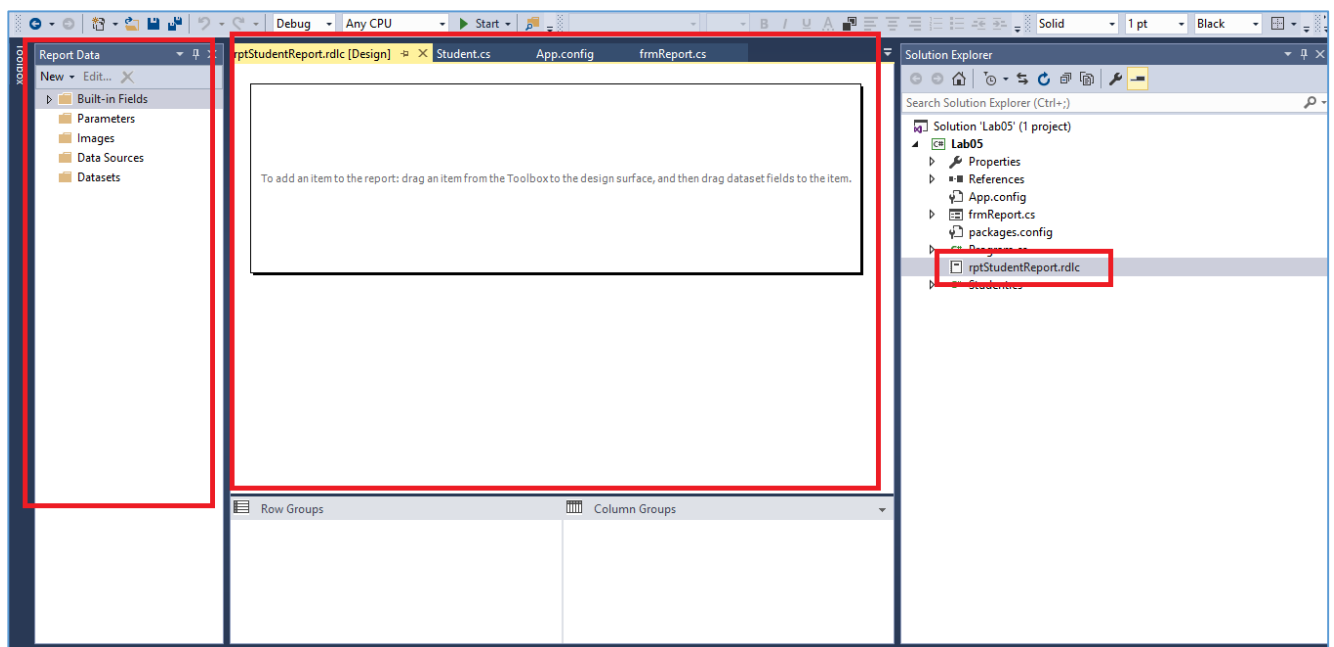 Debug Any CPU Start B I U A Solid 1 pt Black
Toolbox
Report Data
New Edit...
Built-in Fields
Parameters
Images
Data Sources
Datasets
rptStudentReport.rdlc [Design] Student.cs App.config frmReport.cs
To add an item to the report: drag an item from the Toolbox to the design surface, and then drag dataset fields to the item.
Row Groups Column Groups
Solution Explorer
Search Solution Explorer (Ctrl+;)
Solution 'Lab05' (1 project)
C# Lab05
Properties
References
App.config
frmReport.cs
packages.config
C# Program.cs
rptStudentReport.rdlc
Student.cs